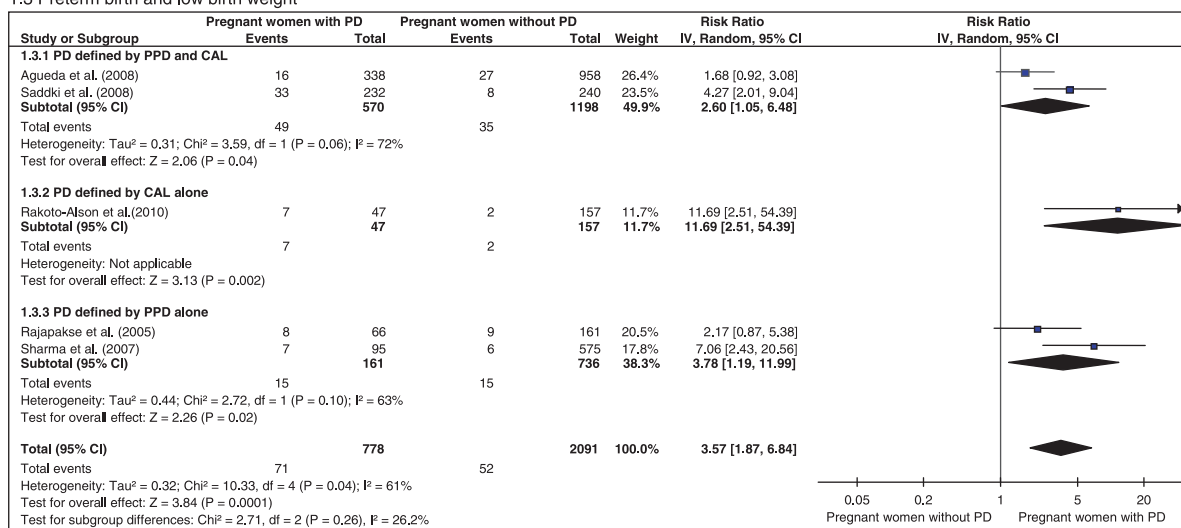 1.3 Preterm birth and low birth weight
Pregnant women with PD Pregnant women without PD Risk Ratio Risk Ratio
Study or Subgroup Events Total Events Total Weight IV, Random, 95% CI IV, Random, 95% CI
1.3.1 PD defined by PPD and CAL
Agueda et al. (2008) 16 338 27 958 26.4% 1.68 [0.92, 3.08]
Saddki et al. (2008) 33 232 8 240 23.5% 4.27 [2.01, 9.04]
Subtotal (95% CI) 570 1198 49.9% 2.60 [1.05, 6.48]
Total events 49 35
Heterogeneity: Tau² = 0.31; Chi² = 3.59, df = 1 (P = 0.06); I² = 72%
Test for overall effect: Z = 2.06 (P = 0.04)
1.3.2 PD defined by CAL alone
Rakoto-Alson et al.(2010) 7 47 2 157 11.7% 11.69 [2.51, 54.39]
Subtotal (95% CI) 47 157 11.7% 11.69 [2.51, 54.39]
Total events 7 2
Heterogeneity: Not applicable
Test for overall effect: Z = 3.13 (P = 0.002)
1.3.3 PD defined by PPD alone
Rajapakse et al. (2005) 8 66 9 161 20.5% 2.17 [0.87, 5.38]
Sharma et al. (2007) 7 95 6 575 17.8% 7.06 [2.43, 20.56]
Subtotal (95% CI) 161 736 38.3% 3.78 [1.19, 11.99]
Total events 15 15
Heterogeneity: Tau² = 0.44; Chi² = 2.72, df = 1 (P = 0.10); I² = 63%
Test for overall effect: Z = 2.26 (P = 0.02)
Total (95% CI) 778 2091 100.0% 3.57 [1.87, 6.84]
Total events 71 52
Heterogeneity: Tau² = 0.32; Chi² = 10.33, df = 4 (P = 0.04); I² = 61%
Test for overall effect: Z = 3.84 (P = 0.0001)
Test for subgroup differences: Chi² = 2.71, df = 2 (P = 0.26), I² = 26.2%
0.05 0.2 1 5 20
Pregnant women without PD Pregnant women with PD